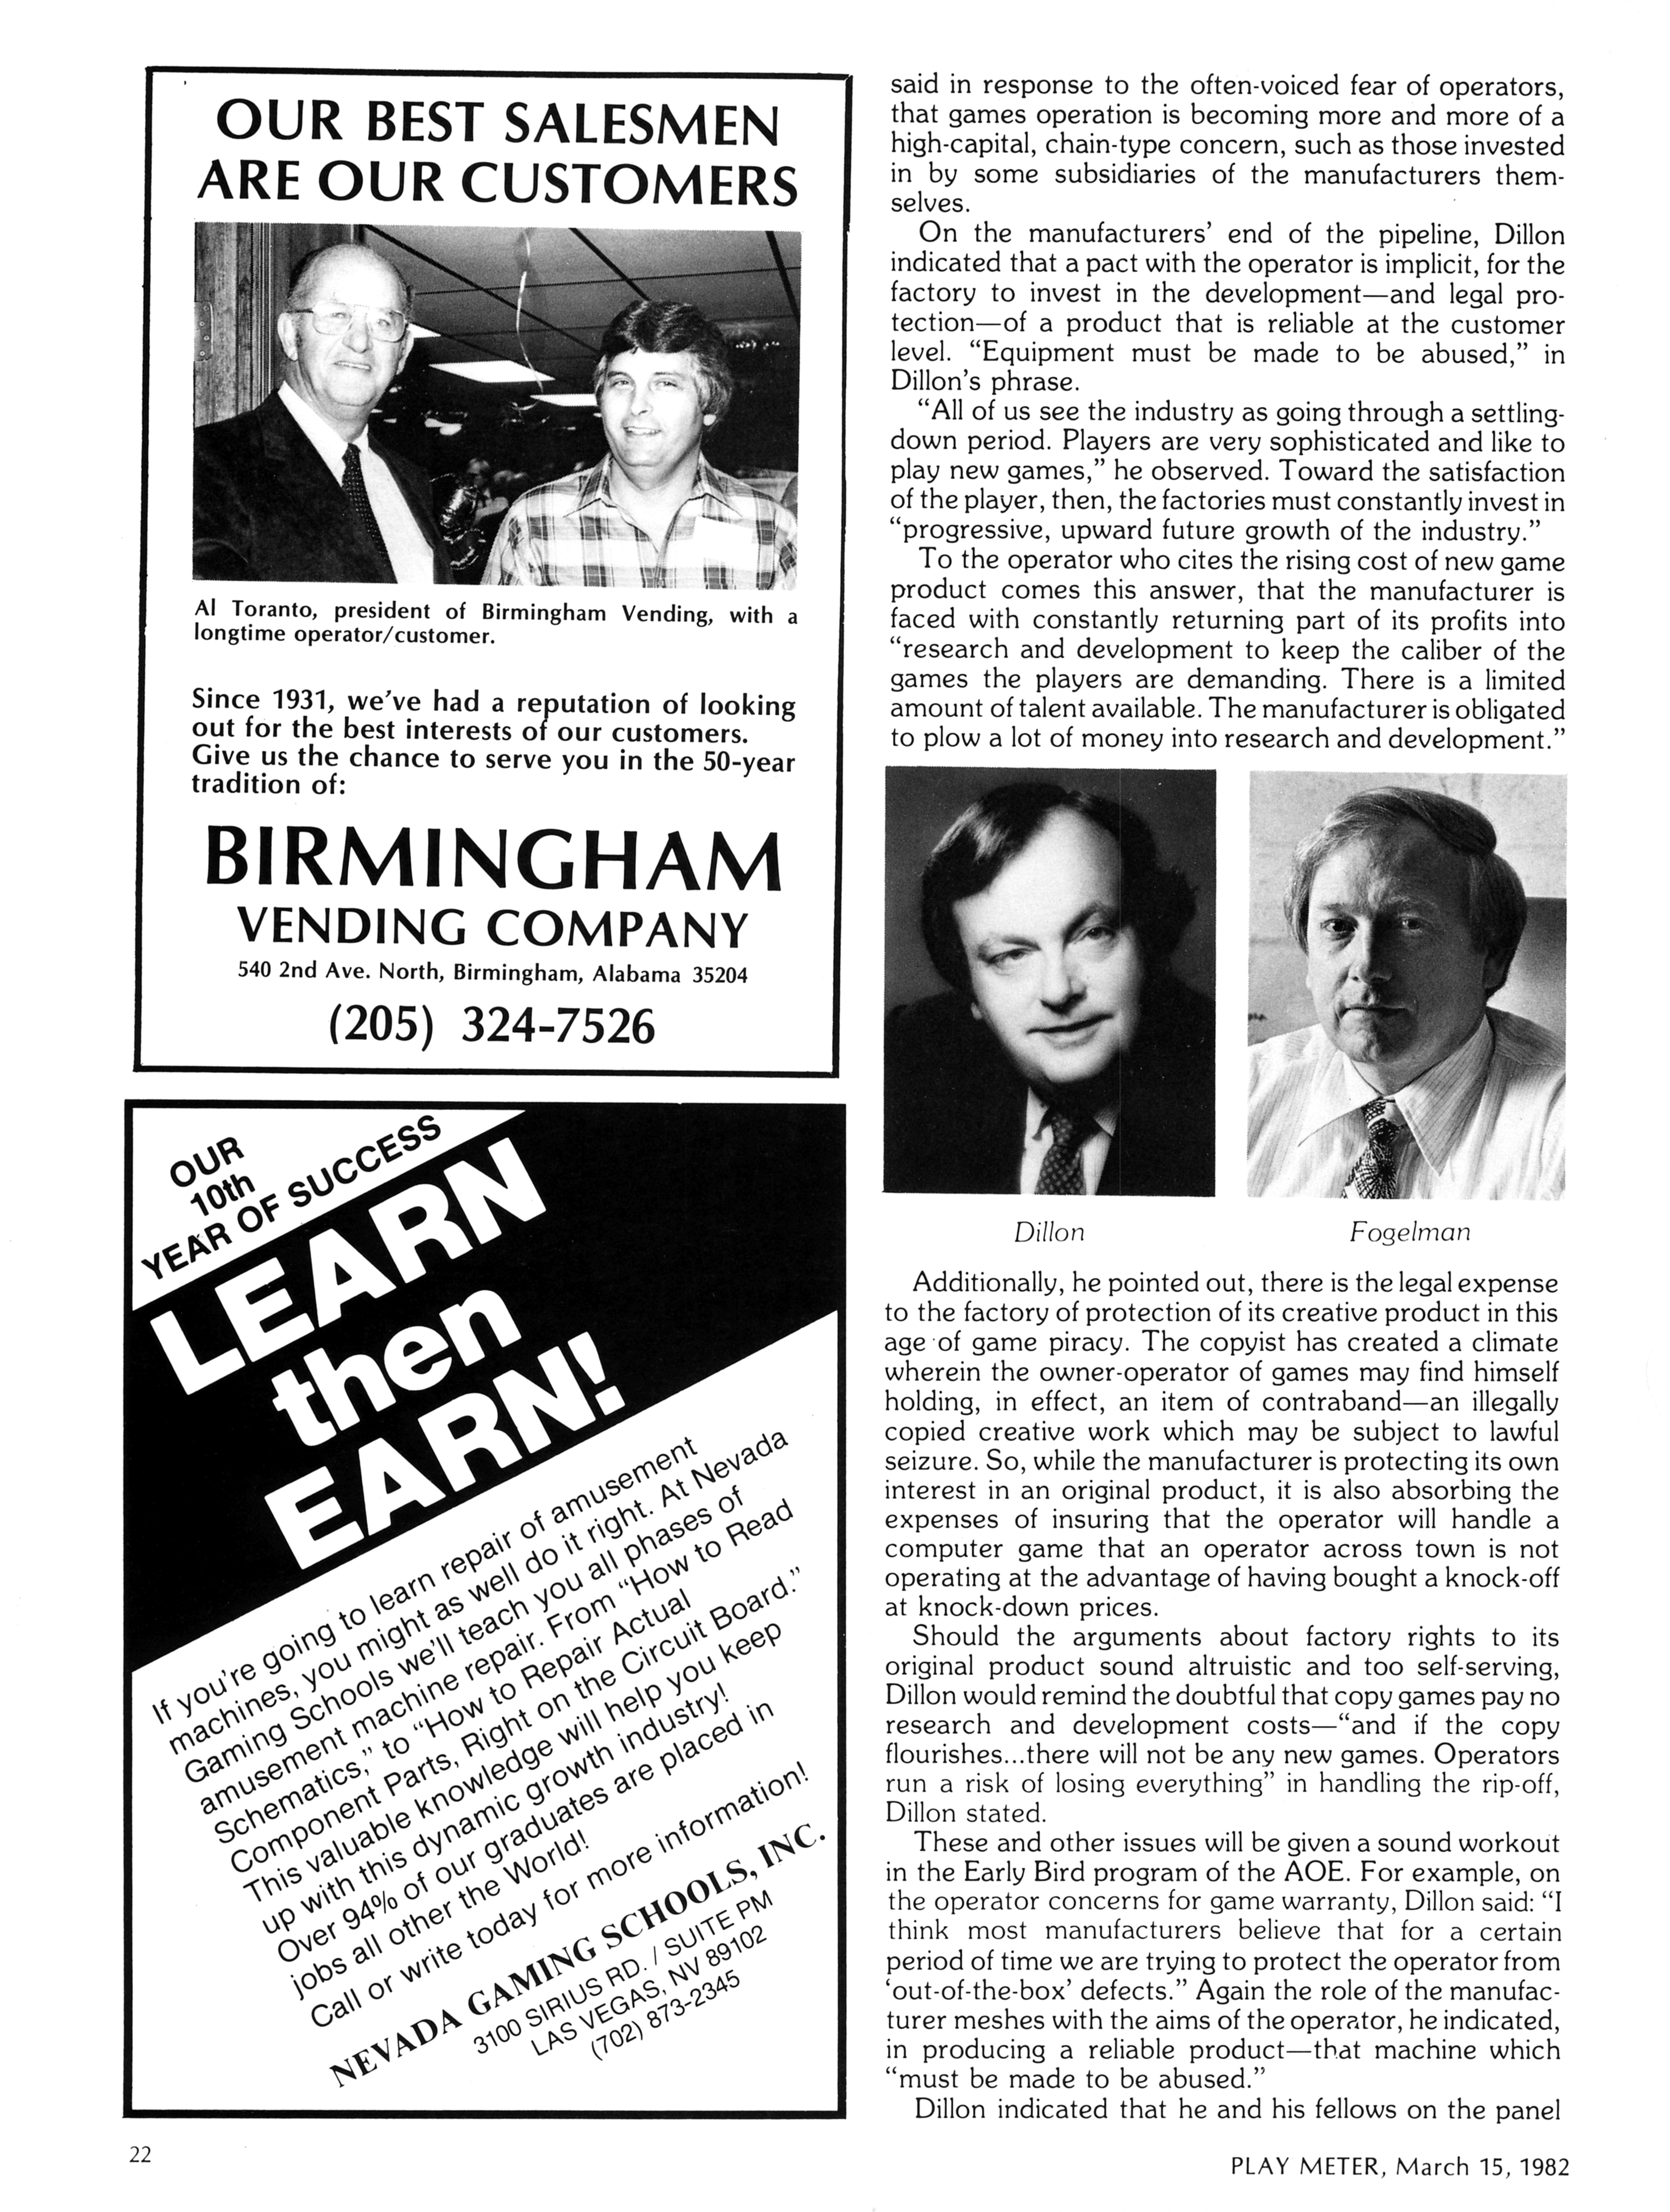 OUR BEST SALESMEN
ARE OUR CUSTOMERS
Al Toranto, president of Birmingham Vending, with a
longtime operator/customer.
Since 1931, we've had a reputation of looking
out for the best interests of our customers.
Give us the chance to serve you in the 50-year
tradition of:
BIRMINGHAM
VENDING COMPANY
540 2nd Ave. North, Birmingham, Alabama 35204
(205) 324-7526
OUR
10th
YEAR OF SUCCESS
LEARN
then
EARN!
If you're going to learn repair of amusement
machines, you might as well do it right. At Nevada
Gaming Schools we'll teach you all phases of
amusement machine repair. From "How to Read
Schematics," to "How to Repair Actual
Component Parts, Right on the Circuit Board."
This valuable knowledge will help you keep
up with this dynamic growth industry!
Over 94% of our graduates are placed in
jobs all other the World!
Call or write today for more information!
NEVADA GAMING SCHOOLS, INC.
3100 SIRIUS RD. / SUITE PM
LAS VEGAS, NV 89102
(702) 873-2345
said in response to the often-voiced fear of operators,
that games operation is becoming more and more of a
high-capital, chain-type concern, such as those invested
in by some subsidiaries of the manufacturers them-
selves.
On the manufacturers' end of the pipeline, Dillon
indicated that a pact with the operator is implicit, for the
factory to invest in the development—and legal pro-
tection—of a product that is reliable at the customer
level. "Equipment must be made to be abused," in
Dillon's phrase.
"All of us see the industry as going through a settling-
down period. Players are very sophisticated and like to
play new games," he observed. Toward the satisfaction
of the player, then, the factories must constantly invest in
"progressive, upward future growth of the industry."
To the operator who cites the rising cost of new game
product comes this answer, that the manufacturer is
faced with constantly returning part of its profits into
"research and development to keep the caliber of the
games the players are demanding. There is a limited
amount of talent available. The manufacturer is obligated
to plow a lot of money into research and development."
Dillon
Fogelman
Additionally, he pointed out, there is the legal expense
to the factory of protection of its creative product in this
age of game piracy. The copyist has created a climate
wherein the owner-operator of games may find himself
holding, in effect, an item of contraband—an illegally
copied creative work which may be subject to lawful
seizure. So, while the manufacturer is protecting its own
interest in an original product, it is also absorbing the
expenses of insuring that the operator will handle a
computer game that an operator across town is not
operating at the advantage of having bought a knock-off
at knock-down prices.
Should the arguments about factory rights to its
original product sound altruistic and too self-serving,
Dillon would remind the doubtful that copy games pay no
research and development costs—"and if the copy
flourishes...there will not be any new games. Operators
run a risk of losing everything" in handling the rip-off,
Dillon stated.
These and other issues will be given a sound workout
in the Early Bird program of the AOE. For example, on
the operator concerns for game warranty, Dillon said: "I
think most manufacturers believe that for a certain
period of time we are trying to protect the operator from
'out-of-the-box' defects." Again the role of the manufac-
turer meshes with the aims of the operator, he indicated,
in producing a reliable product—that machine which
"must be made to be abused."
Dillon indicated that he and his fellows on the panel
22
PLAY METER, March 15, 1982